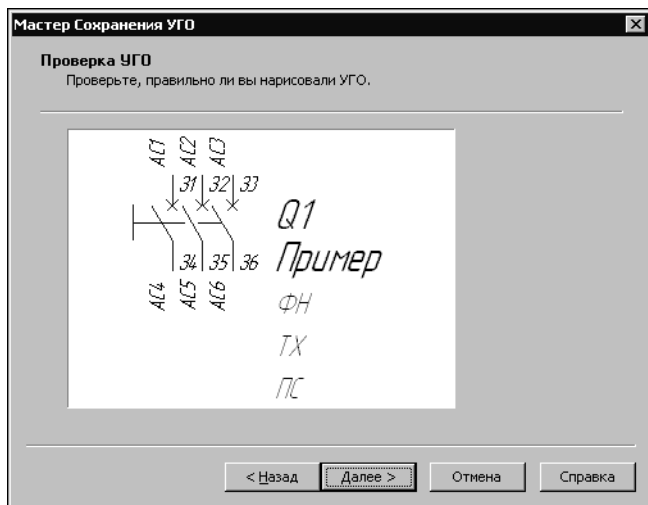 Мастер Сохранения УГО
Проверка УГО
Проверьте, правильно ли вы нарисовали УГО.
AC1 AC2 AC3
31 32 33
Q1
Пример
34 35 36
AC4 AC5 AC6
ФН
ТХ
ПС
< Назад Далее > Отмена Справка